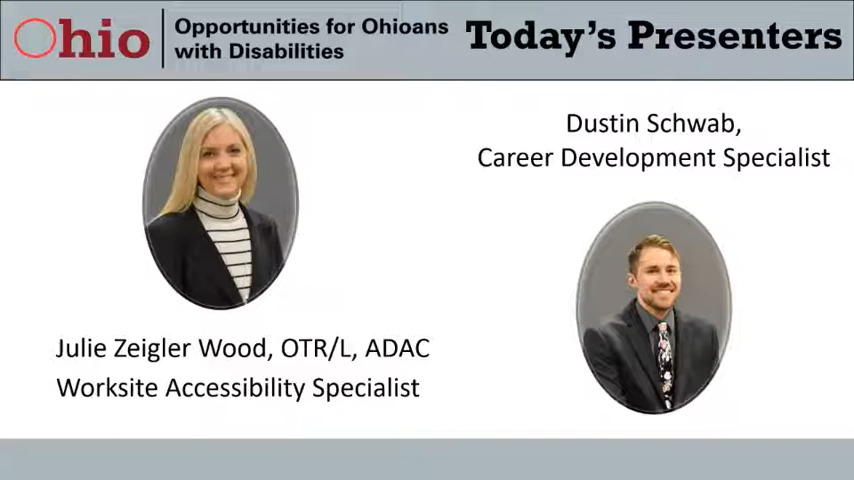 Ohio
Opportunities for Ohioans
with Disabilities
Today's Presenters
Dustin Schwab,
Career Development Specialist
Julie Zeigler Wood, OTR/L, ADAC
Worksite Accessibility Specialist